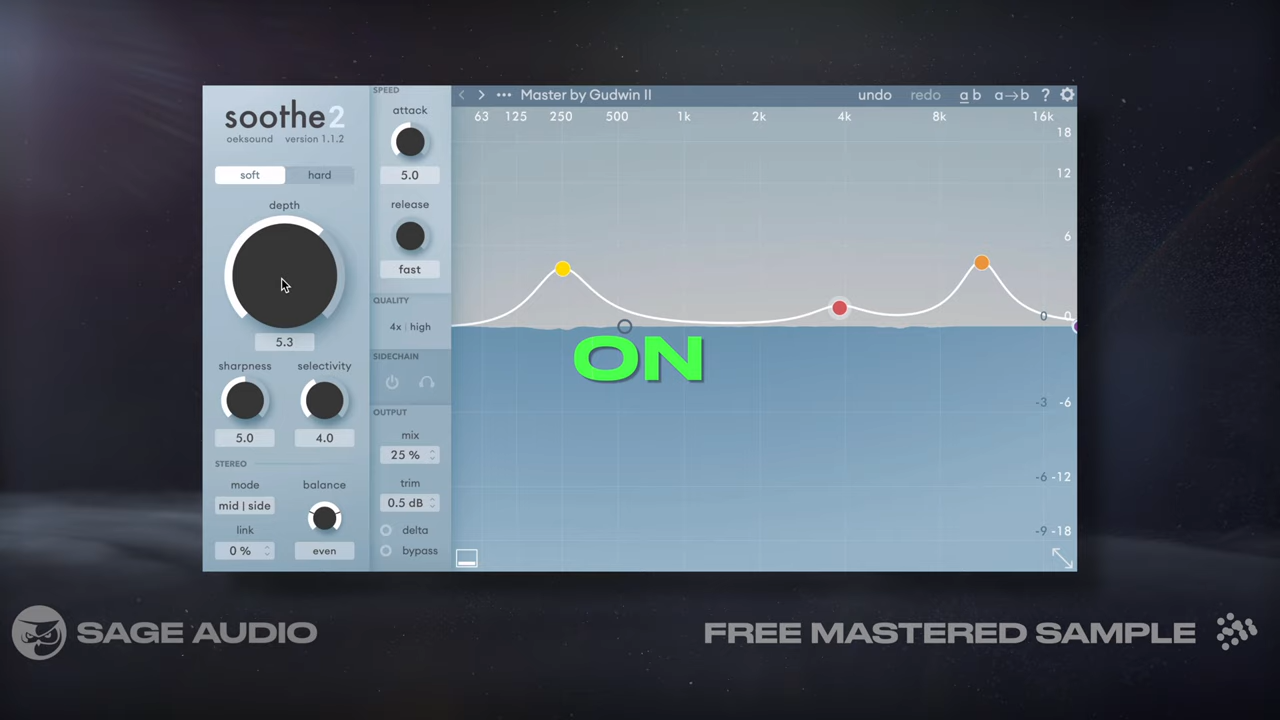 soothe2
oeksound version 1.1.2
soft hard
depth
5.3
sharpness selectivity
5.0 4.0
STEREO
mode balance
mid | side
link
0 % even
SPEED
attack
5.0
release
fast
QUALITY
4x | high
SIDECHAIN
OUTPUT
mix
25 %
trim
0.5 dB
delta
bypass
< > ••• Master by Gudwin II undo redo a b a→b ?
63 125 250 500 1k 2k 4k 8k 16k
18
12
6
0 0
-3 -6
-6 -12
-9 -18
ON
SAGE AUDIO
FREE MASTERED SAMPLE